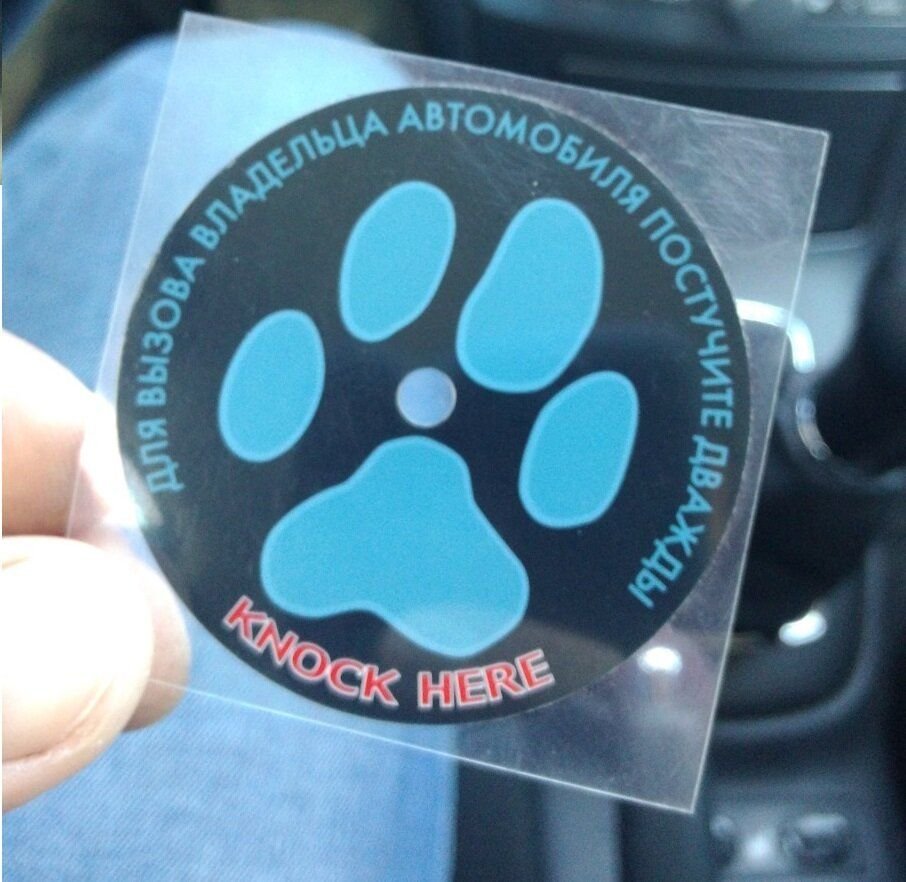 ДЛЯ ВЫЗОВА ВЛАДЕЛЬЦА АВТОМОБИЛЯ ПОСТУЧИТЕ ДВАЖДЫ
KNOCK HERE